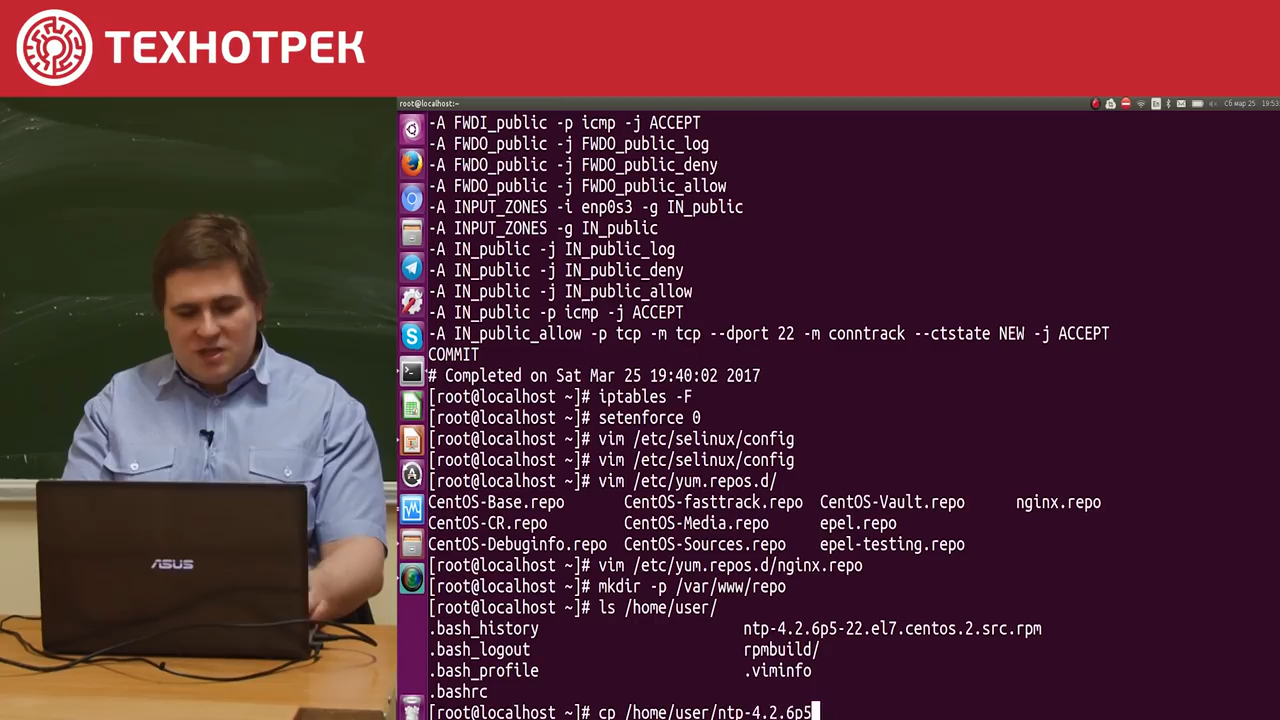 ТЕХНОТРЕК
root@localhost:~
En
Сб мар 25 19:53
-A FWDI_public -p icmp -j ACCEPT
-A FWDO_public -j FWDO_public_log
-A FWDO_public -j FWDO_public_deny
-A FWDO_public -j FWDO_public_allow
-A INPUT_ZONES -i enp0s3 -g IN_public
-A INPUT_ZONES -g IN_public
-A IN_public -j IN_public_log
-A IN_public -j IN_public_deny
-A IN_public -j IN_public_allow
-A IN_public -p icmp -j ACCEPT
-A IN_public_allow -p tcp -m tcp --dport 22 -m conntrack --ctstate NEW -j ACCEPT
COMMIT
# Completed on Sat Mar 25 19:40:02 2017
[root@localhost ~]# iptables -F
[root@localhost ~]# setenforce 0
[root@localhost ~]# vim /etc/selinux/config
[root@localhost ~]# vim /etc/selinux/config
[root@localhost ~]# vim /etc/yum.repos.d/
CentOS-Base.repo CentOS-fasttrack.repo CentOS-Vault.repo nginx.repo
CentOS-CR.repo CentOS-Media.repo epel.repo
CentOS-Debuginfo.repo CentOS-Sources.repo epel-testing.repo
[root@localhost ~]# vim /etc/yum.repos.d/nginx.repo
[root@localhost ~]# mkdir -p /var/www/repo
[root@localhost ~]# ls /home/user/
.bash_history ntp-4.2.6p5-22.el7.centos.2.src.rpm
.bash_logout rpmbuild/
.bash_profile .viminfo
.bashrc
[root@localhost ~]# cp /home/user/ntp-4.2.6p5
ASUS